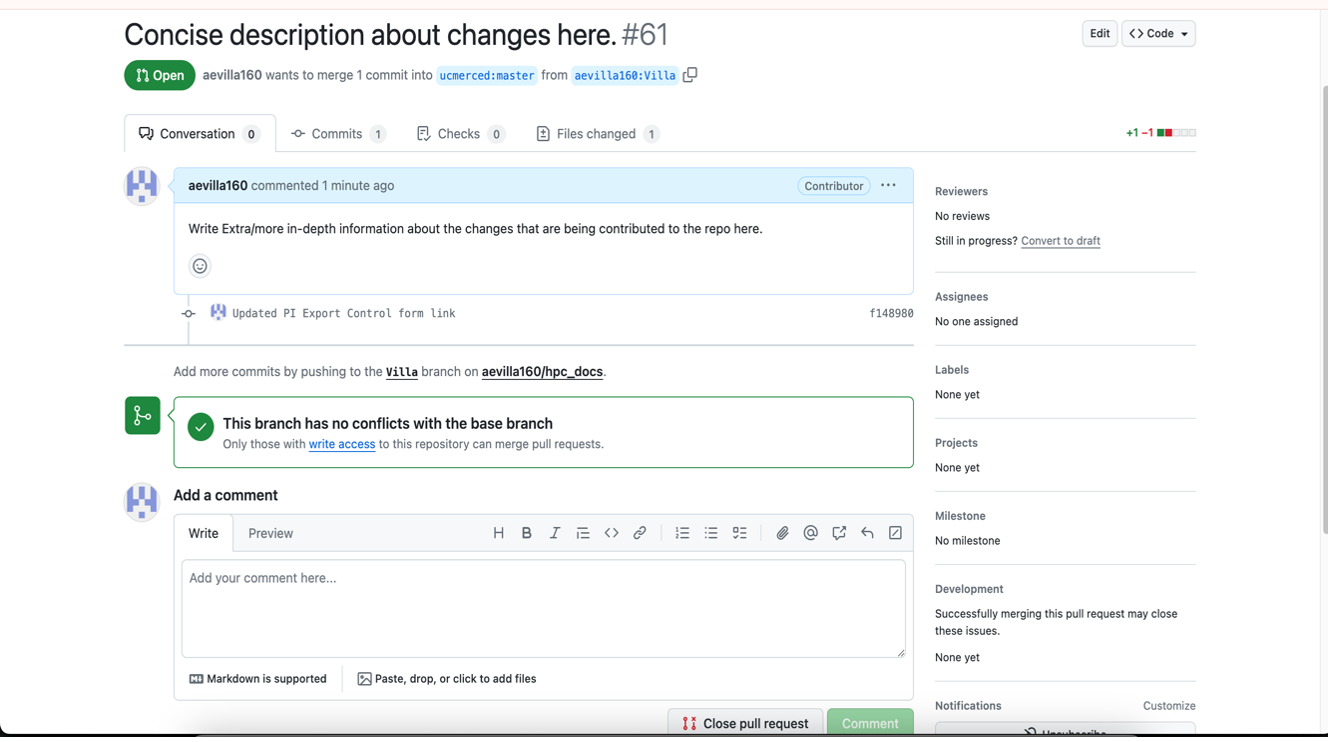 Concise description about changes here. #61
Edit
Code
Open
aevilla160 wants to merge 1 commit into ucmerced:master from aevilla160:Villa
Conversation 0
Commits 1
Checks 0
Files changed 1
+1 −1
aevilla160 commented 1 minute ago
Contributor
Write Extra/more in-depth information about the changes that are being contributed to the repo here.
Updated PI Export Control form link
f148980
Add more commits by pushing to the Villa branch on aevilla160/hpc_docs.
This branch has no conflicts with the base branch
Only those with write access to this repository can merge pull requests.
Add a comment
Write
Preview
Add your comment here...
Markdown is supported
Paste, drop, or click to add files
Close pull request
Comment
Reviewers
No reviews
Still in progress? Convert to draft
Assignees
No one assigned
Labels
None yet
Projects
None yet
Milestone
No milestone
Development
Successfully merging this pull request may close
these issues.
None yet
Notifications
Customize
Unsubscribe